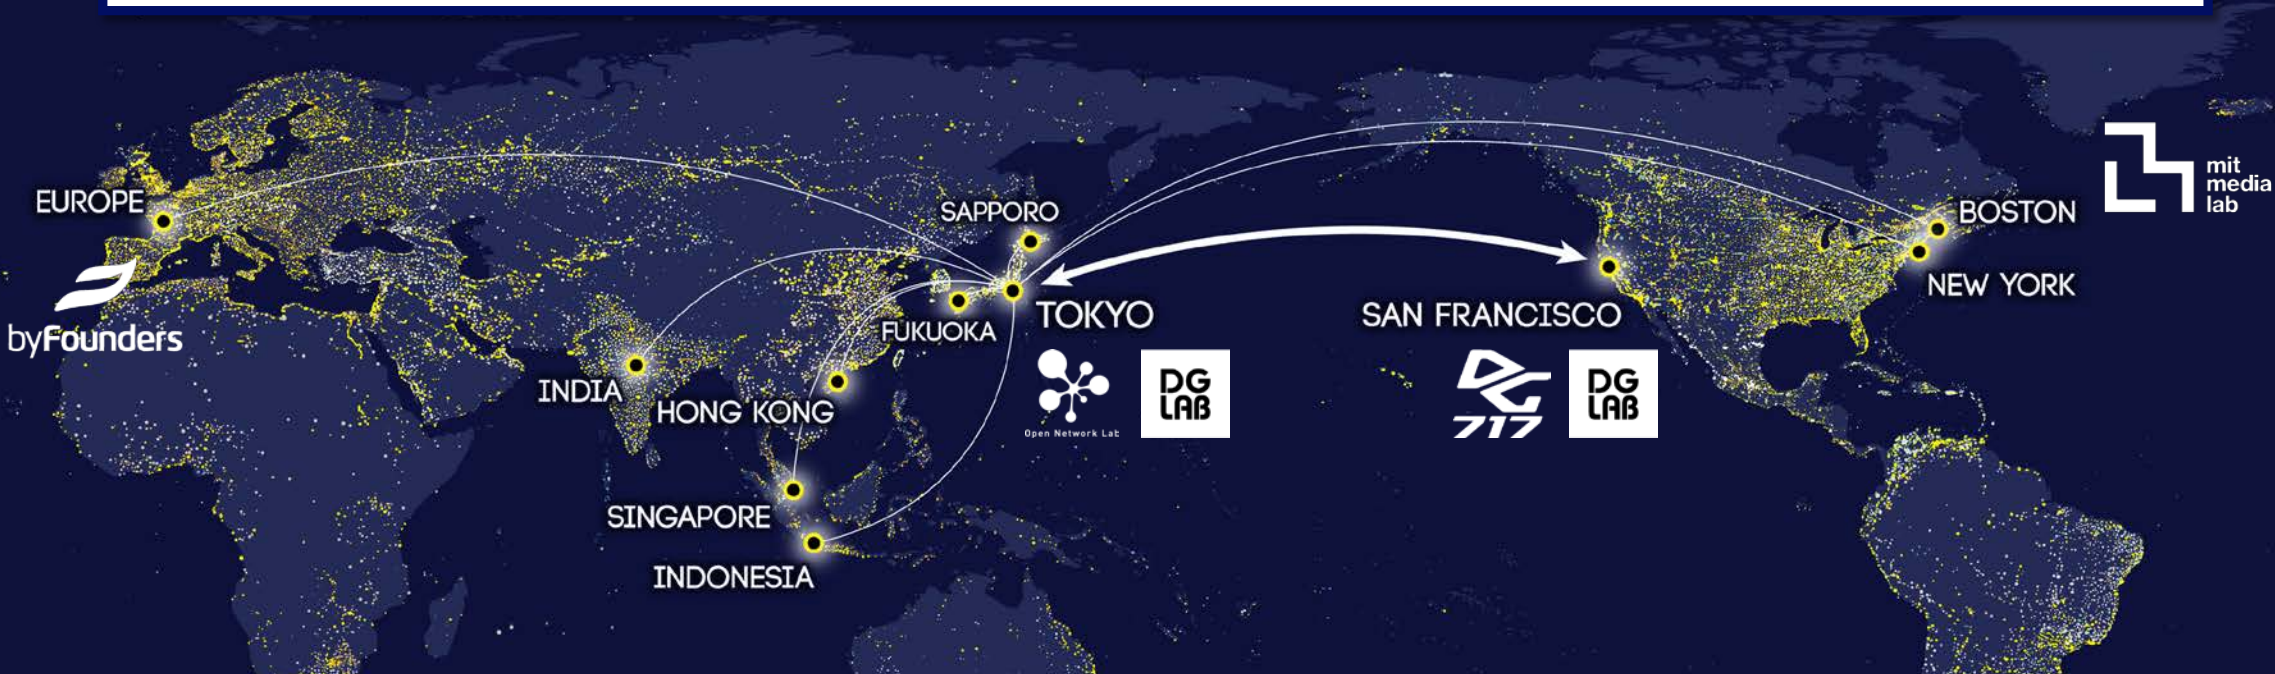 EUROPE
byFounders
INDIA
HONG KONG
SINGAPORE
INDONESIA
SAPPORO
FUKUOKA
TOKYO
Open Network Lab
DG
LAB
SAN FRANCISCO
DG
717
DG
LAB
BOSTON
NEW YORK
mit
media
lab